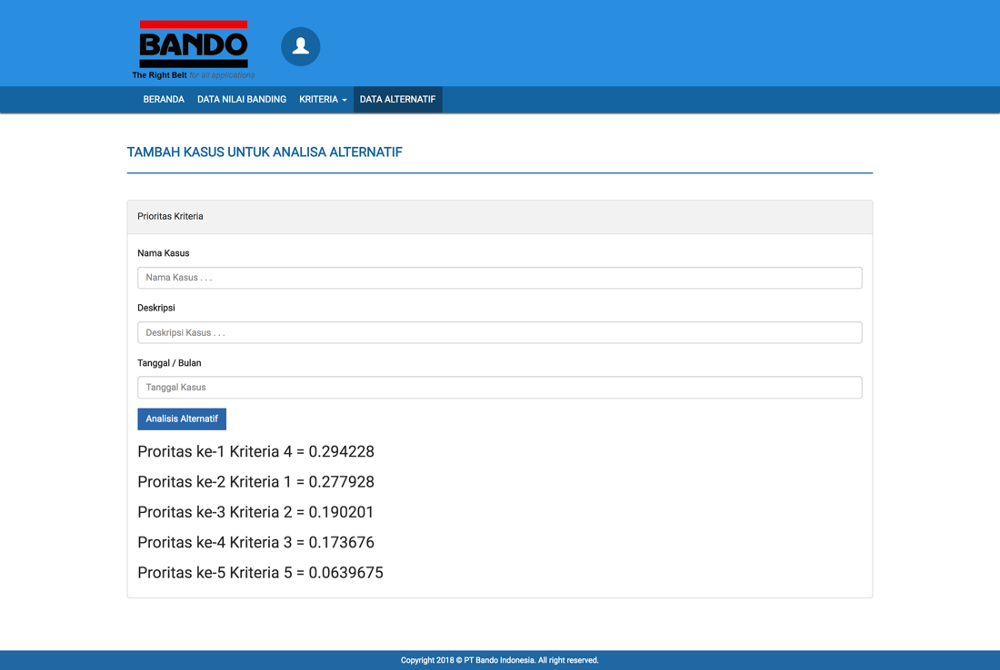 BANDO
The Right Belt for all applications
BERANDA DATA NILAI BANDING KRITERIA DATA ALTERNATIF
TAMBAH KASUS UNTUK ANALISA ALTERNATIF
Prioritas Kriteria
Nama Kasus
Nama Kasus . . .
Deskripsi
Deskripsi Kasus . . .
Tanggal / Bulan
Tanggal Kasus
Analisis Alternatif
Proritas ke-1 Kriteria 4 = 0.294228
Proritas ke-2 Kriteria 1 = 0.277928
Proritas ke-3 Kriteria 2 = 0.190201
Proritas ke-4 Kriteria 3 = 0.173676
Proritas ke-5 Kriteria 5 = 0.0639675
Copyright 2018 © PT Bando Indonesia. All right reserved.